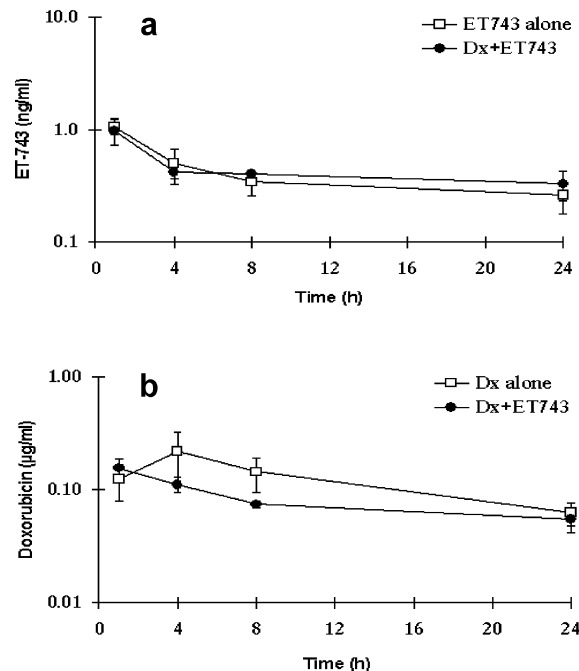 a
ET743 alone
Dx+ET743
10.0
1.0
0.1
ET-743 (ng/ml)
0 4 8 12 16 20 24
Time (h)
b
Dx alone
Dx+ET743
1.00
0.10
0.01
Doxorubicin (µg/ml)
0 4 8 12 16 20 24
Time (h)